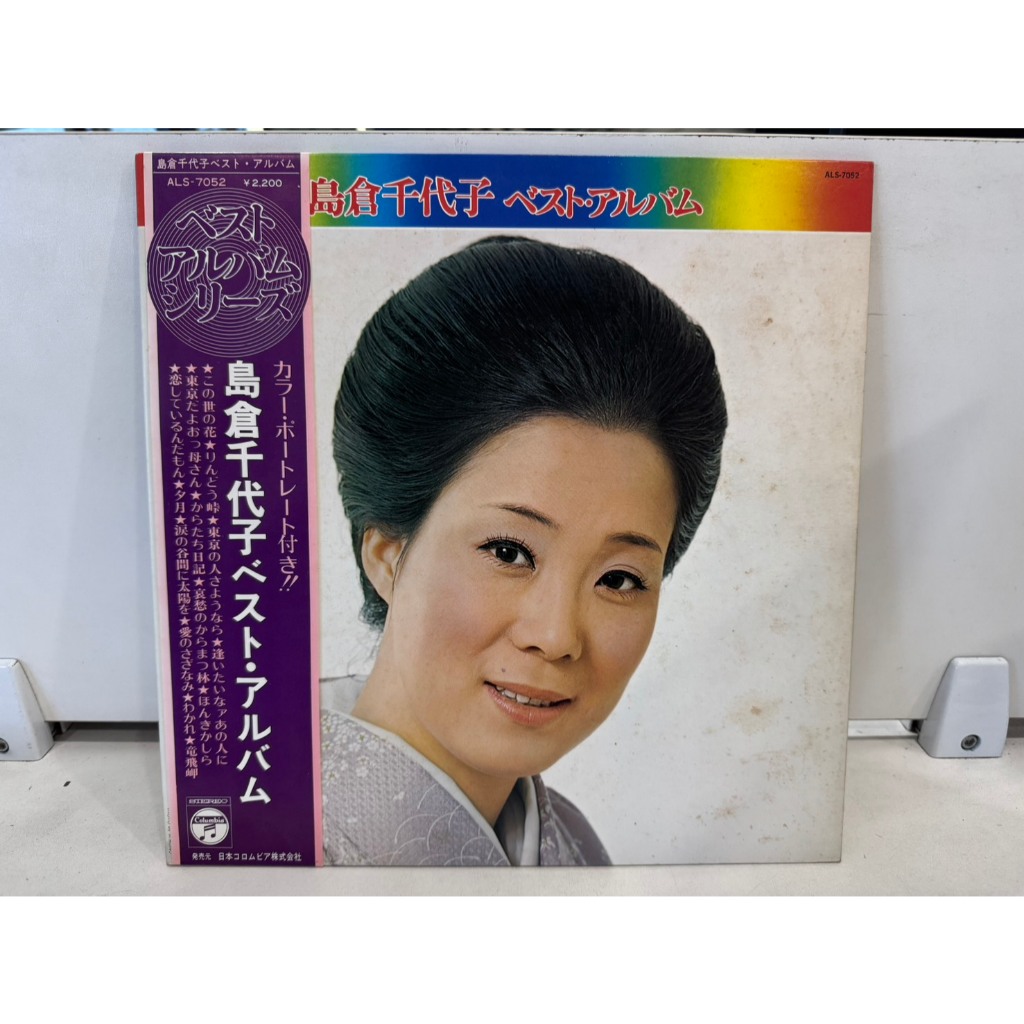 島倉千代子ベスト・アルバム
ALS-7052 ¥2,200
ベスト
アルバム
シリーズ
カラー・ポートレート付き!!
島倉千代子ベスト・アルバム
★この世の花★りんどう峠★東京の人さようなら★逢いたいなァあの人に
★東京だよおっ母さん★からたち日記★哀愁のからまつ林★ほんきかしら
★恋しているんだもん★夕月★涙の谷間に太陽を★愛のさざなみ★わかれ★竜飛岬
STEREO
Columbia
発売元 日本コロムビア株式会社
島倉千代子 ベスト・アルバム
ALS-7052